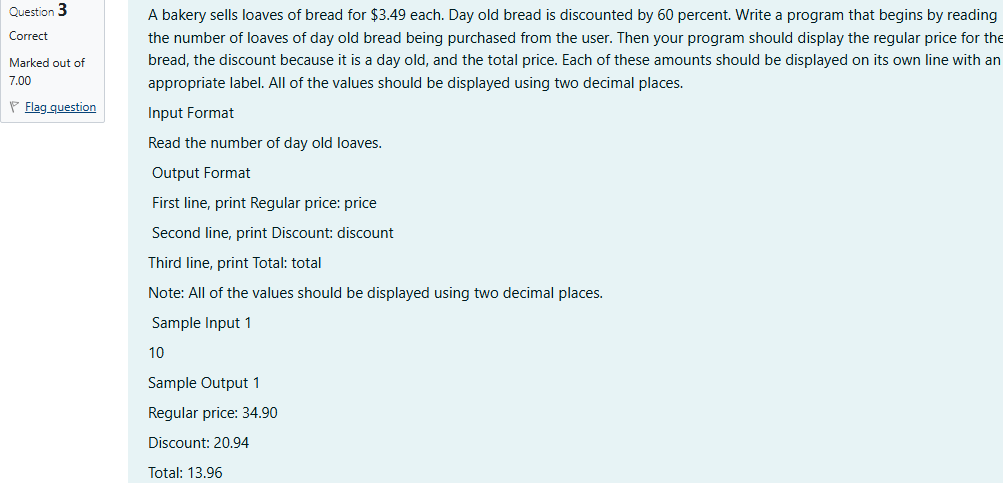 Question 3
Correct
Marked out of
7.00
Flag question
A bakery sells loaves of bread for $3.49 each. Day old bread is discounted by 60 percent. Write a program that begins by reading
the number of loaves of day old bread being purchased from the user. Then your program should display the regular price for the
bread, the discount because it is a day old, and the total price. Each of these amounts should be displayed on its own line with an
appropriate label. All of the values should be displayed using two decimal places.
Input Format
Read the number of day old loaves.
Output Format
First line, print Regular price: price
Second line, print Discount: discount
Third line, print Total: total
Note: All of the values should be displayed using two decimal places.
Sample Input 1
10
Sample Output 1
Regular price: 34.90
Discount: 20.94
Total: 13.96